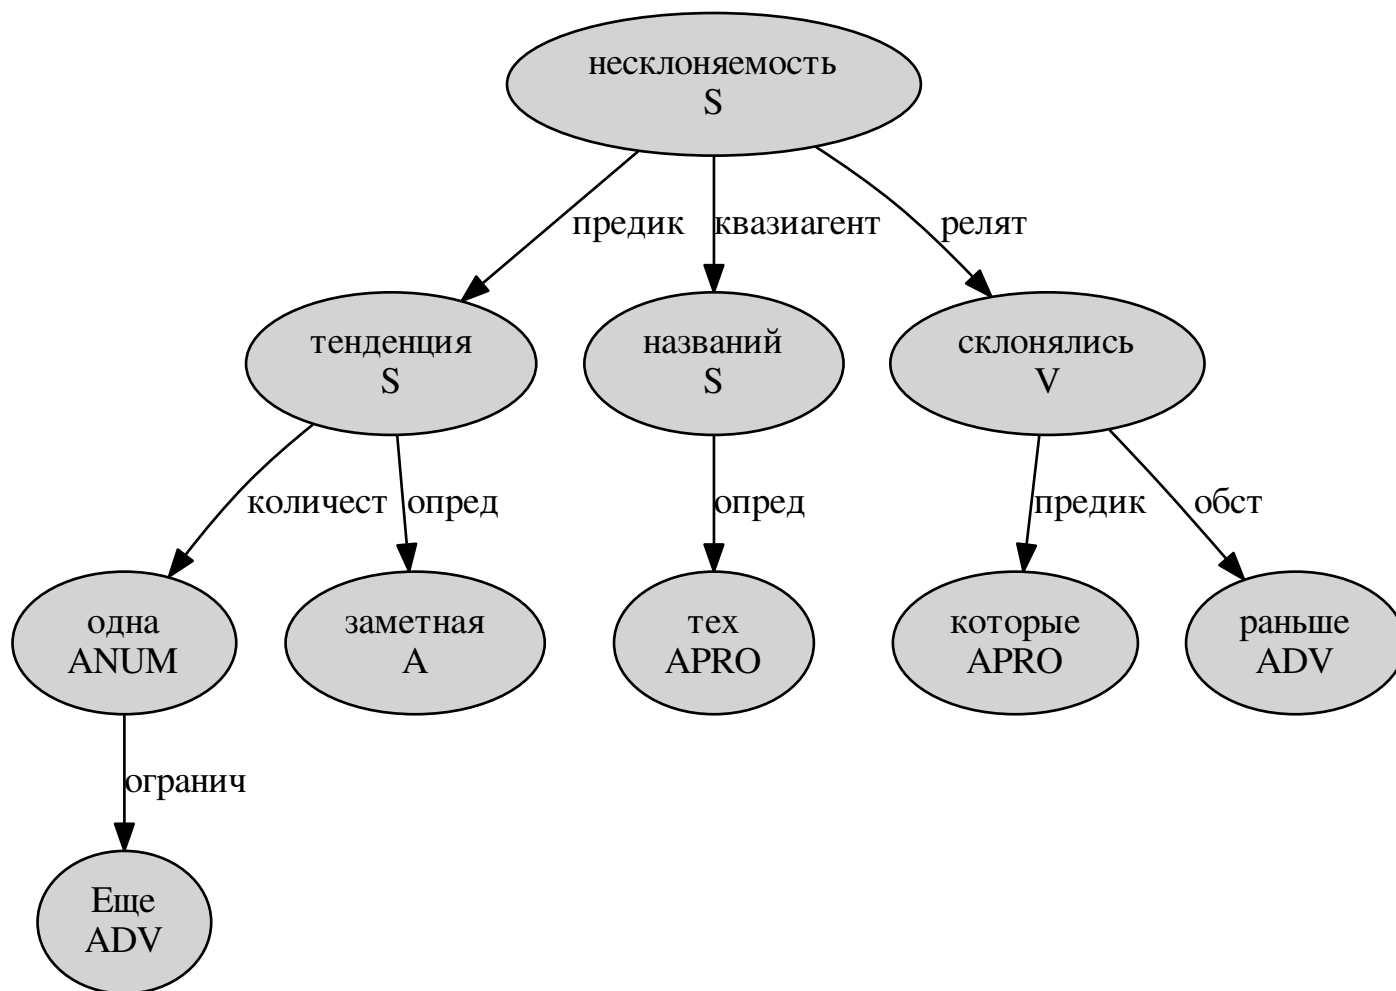 несклоняемость
S
предик
квазиагент
релят
тенденция
S
названий
S
склонялись
V
количест
опред
опред
предик
обст
одна
ANUM
заметная
A
тех
APRO
которые
APRO
раньше
ADV
огранич
Еще
ADV